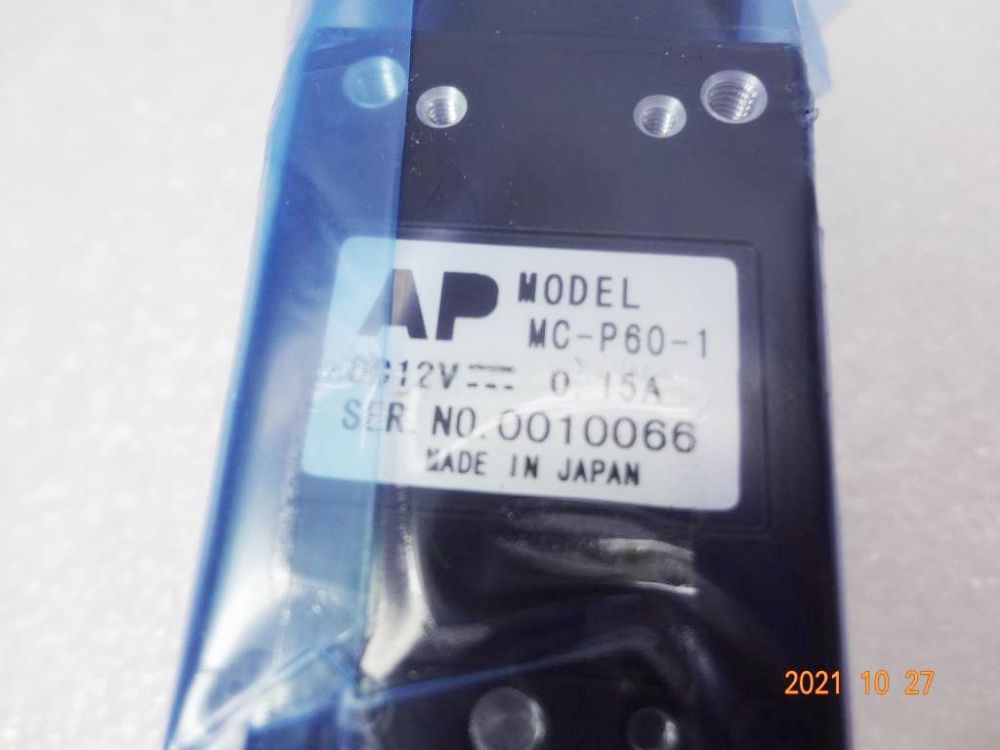 AP
MODEL
MC-P60-1
DC12V⎓ 0.15A
SER. NO. 0010066
MADE IN JAPAN
2021 10 27